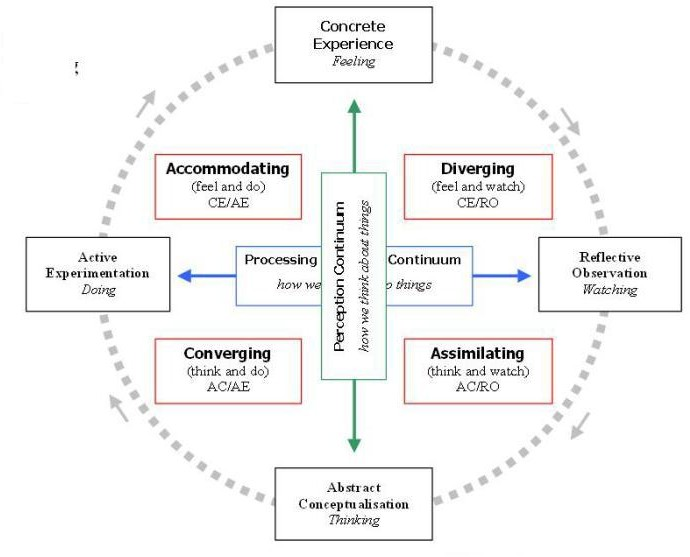 Concrete
Experience
Feeling
Accommodating
(feel and do)
CE/AE
Diverging
(feel and watch)
CE/RO
Active
Experimentation
Doing
Processing Continuum
how we things
Perception Continuum
how we think about things
Reflective
Observation
Watching
Converging
(think and do)
AC/AE
Assimilating
(think and watch)
AC/RO
Abstract
Conceptualisation
Thinking